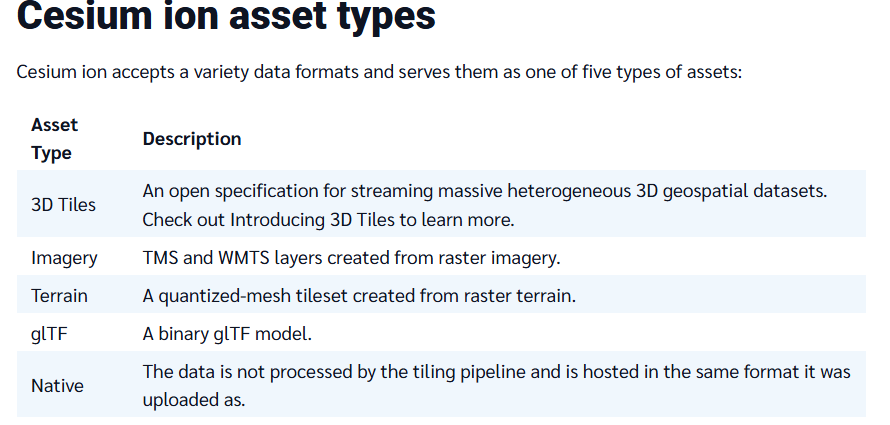 Cesium ion asset types
Cesium ion accepts a variety data formats and serves them as one of five types of assets:
Asset
Type
Description
3D Tiles
An open specification for streaming massive heterogeneous 3D geospatial datasets.
Check out Introducing 3D Tiles to learn more.
Imagery
TMS and WMTS layers created from raster imagery.
Terrain
A quantized-mesh tileset created from raster terrain.
glTF
A binary glTF model.
Native
The data is not processed by the tiling pipeline and is hosted in the same format it was
uploaded as.